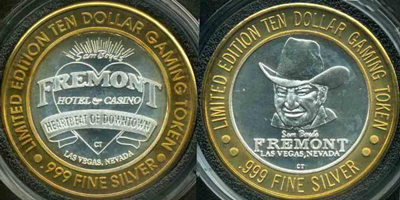 LIMITED EDITION TEN DOLLAR GAMING TOKEN
Sam Boyd's
FREMONT
HOTEL & CASINO
HEARTBEAT OF DOWNTOWN
CT
LAS VEGAS, NEVADA
.999 FINE SILVER
LIMITED EDITION TEN DOLLAR GAMING TOKEN
Sam Boyd's
FREMONT
LAS VEGAS, NEVADA
CT
.999 FINE SILVER